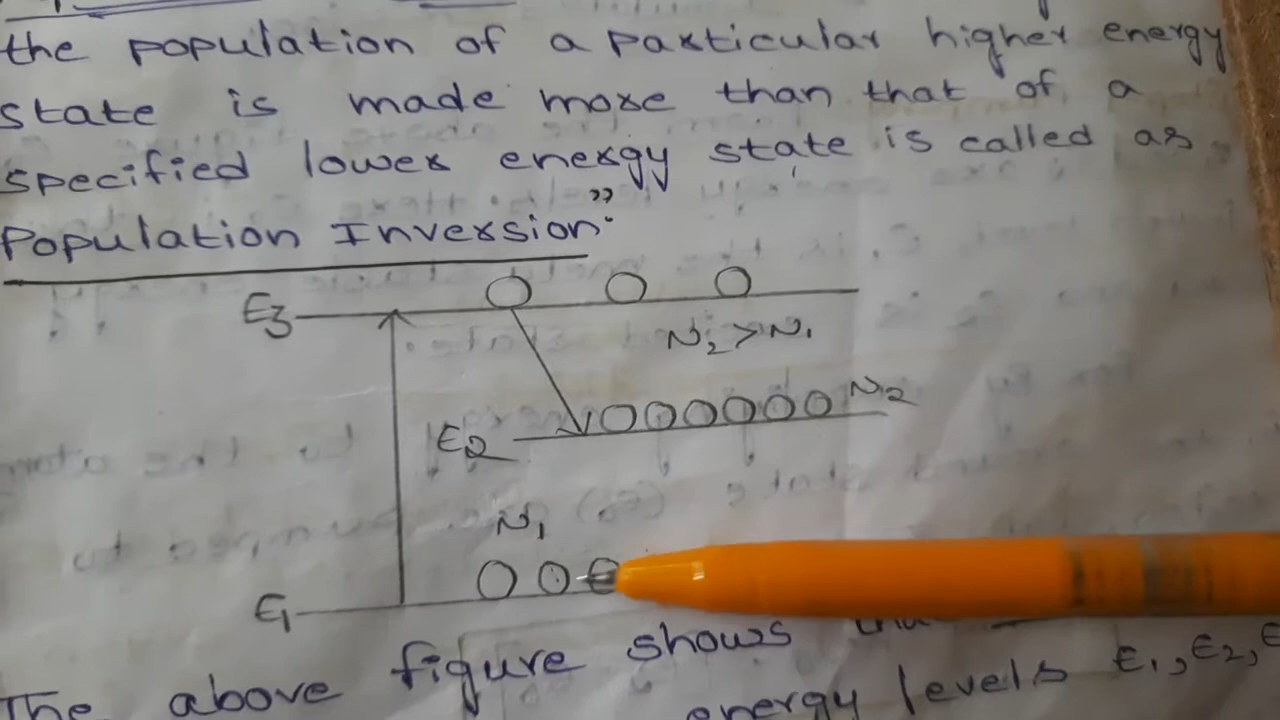 the population of a particular higher energy
state is made more than that of a
specified lower energy state is called as
Population Inversion."
E3
N2 > N1
E2
N2
N1
E1
The above figure shows
energy levels E1, E2, E